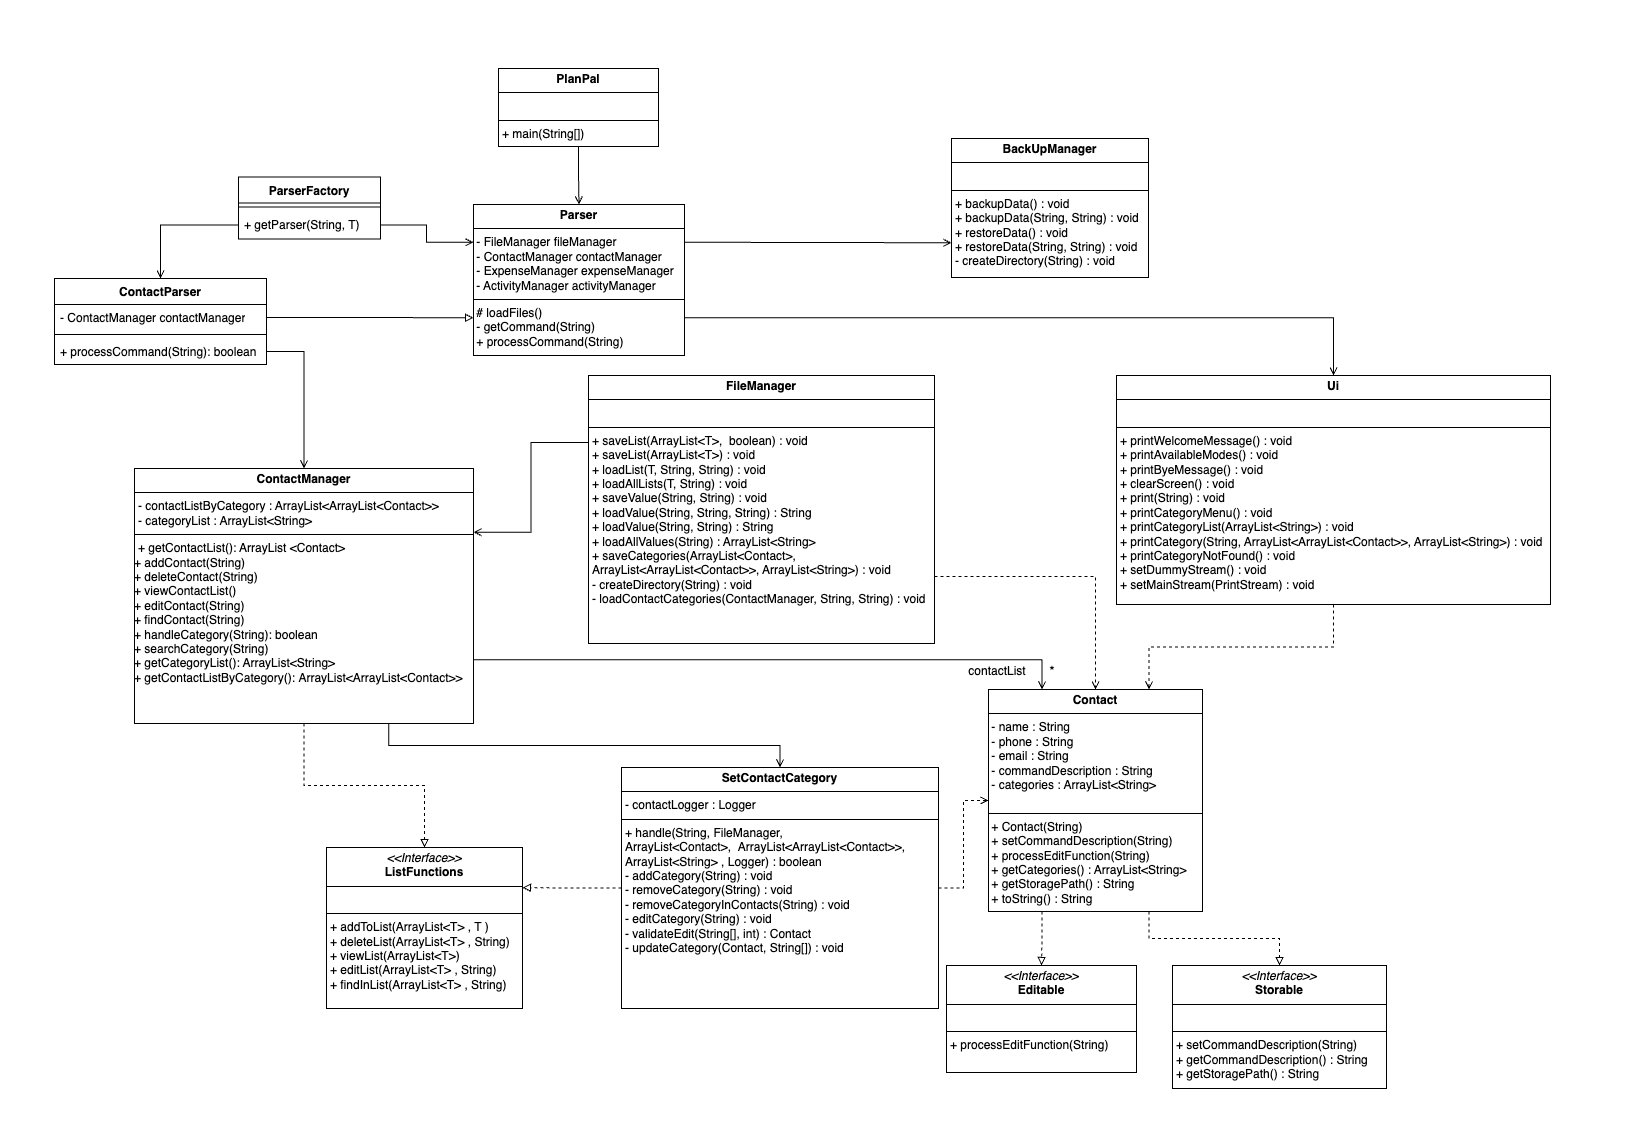 PlanPal
+ main(String[])
BackUpManager
+ backupData() : void
+ backupData(String, String) : void
+ restoreData() : void
+ restoreData(String, String) : void
- createDirectory(String) : void
ParserFactory
+ getParser(String, T)
Parser
- FileManager fileManager
- ContactManager contactManager
- ExpenseManager expenseManager
- ActivityManager activityManager
# loadFiles()
- getCommand(String)
+ processCommand(String)
ContactParser
- ContactManager contactManager
+ processCommand(String): boolean
FileManager
+ saveList(ArrayList<T>, boolean) : void
+ saveList(ArrayList<T>) : void
+ loadList(T, String, String) : void
+ loadAllLists(T, String) : void
+ saveValue(String, String) : void
+ loadValue(String, String, String) : String
+ loadValue(String, String) : String
+ loadAllValues(String) : ArrayList<String>
+ saveCategories(ArrayList<Contact>,
ArrayList<ArrayList<Contact>>, ArrayList<String>) : void
- createDirectory(String) : void
- loadContactCategories(ContactManager, String, String) : void
Ui
+ printWelcomeMessage() : void
+ printAvailableModes() : void
+ printByeMessage() : void
+ clearScreen() : void
+ print(String) : void
+ printCategoryMenu() : void
+ printCategoryList(ArrayList<String>) : void
+ printCategory(String, ArrayList<ArrayList<Contact>>, ArrayList<String>) : void
+ printCategoryNotFound() : void
+ setDummyStream() : void
+ setMainStream(PrintStream) : void
ContactManager
- contactListByCategory : ArrayList<ArrayList<Contact>>
- categoryList : ArrayList<String>
+ getContactList(): ArrayList <Contact>
+ addContact(String)
+ deleteContact(String)
+ viewContactList()
+ editContact(String)
+ findContact(String)
+ handleCategory(String): boolean
+ searchCategory(String)
+ getCategoryList(): ArrayList<String>
+ getContactListByCategory(): ArrayList<ArrayList<Contact>>
contactList *
Contact
- name : String
- phone : String
- email : String
- commandDescription : String
- categories : ArrayList<String>
+ Contact(String)
+ setCommandDescription(String)
+ processEditFunction(String)
+ getCategories() : ArrayList<String>
+ getStoragePath() : String
+ toString() : String
SetContactCategory
- contactLogger : Logger
+ handle(String, FileManager,
ArrayList<Contact>, ArrayList<ArrayList<Contact>>,
ArrayList<String> , Logger) : boolean
- addCategory(String) : void
- removeCategory(String) : void
- removeCategoryInContacts(String) : void
- editCategory(String) : void
- validateEdit(String[], int) : Contact
- updateCategory(Contact, String[]) : void
<<Interface>>
ListFunctions
+ addToList(ArrayList<T> , T )
+ deleteList(ArrayList<T> , String)
+ viewList(ArrayList<T>)
+ editList(ArrayList<T> , String)
+ findInList(ArrayList<T> , String)
<<Interface>>
Editable
+ processEditFunction(String)
<<Interface>>
Storable
+ setCommandDescription(String)
+ getCommandDescription() : String
+ getStoragePath() : String